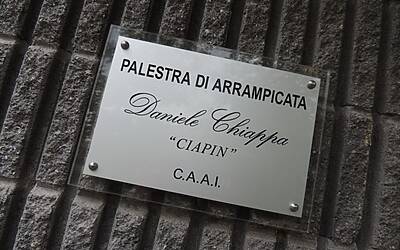 PALESTRA DI ARRAMPICATA
Daniele Chiappa
"CIAPIN"
C.A.A.I.